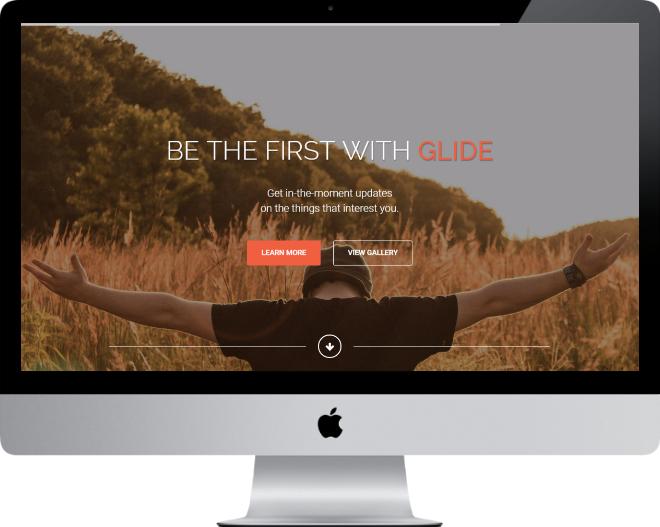 BE THE FIRST WITH GLIDE
Get in-the-moment updates
on the things that interest you.
LEARN MORE
VIEW GALLERY